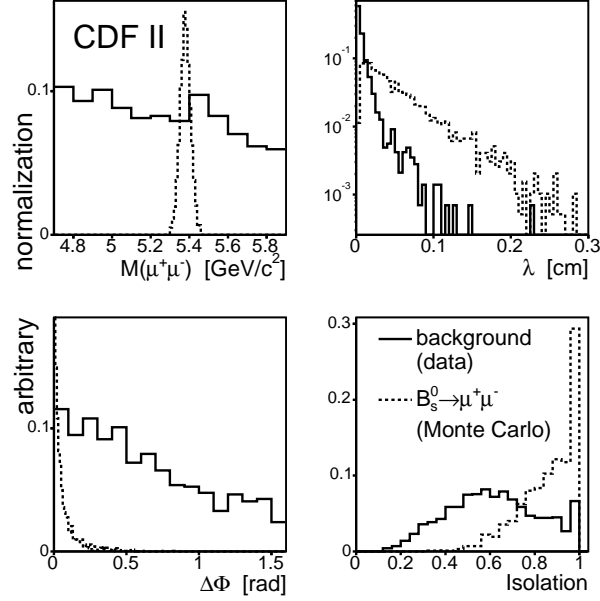 CDF II
0.1
0
4.8 5 5.2 5.4 5.6 5.8
M(μ⁺μ⁻) [GeV/c²]
10⁻¹
10⁻²
10⁻³
0 0.1 0.2 0.3
λ [cm]
arbitrary normalization
0.1
0
0 0.5 1 1.5
ΔΦ [rad]
0.3
0.2
0.1
0
0 0.2 0.4 0.6 0.8 1
Isolation
background
(data)
B⁰ₛ→μ⁺μ⁻
(Monte Carlo)